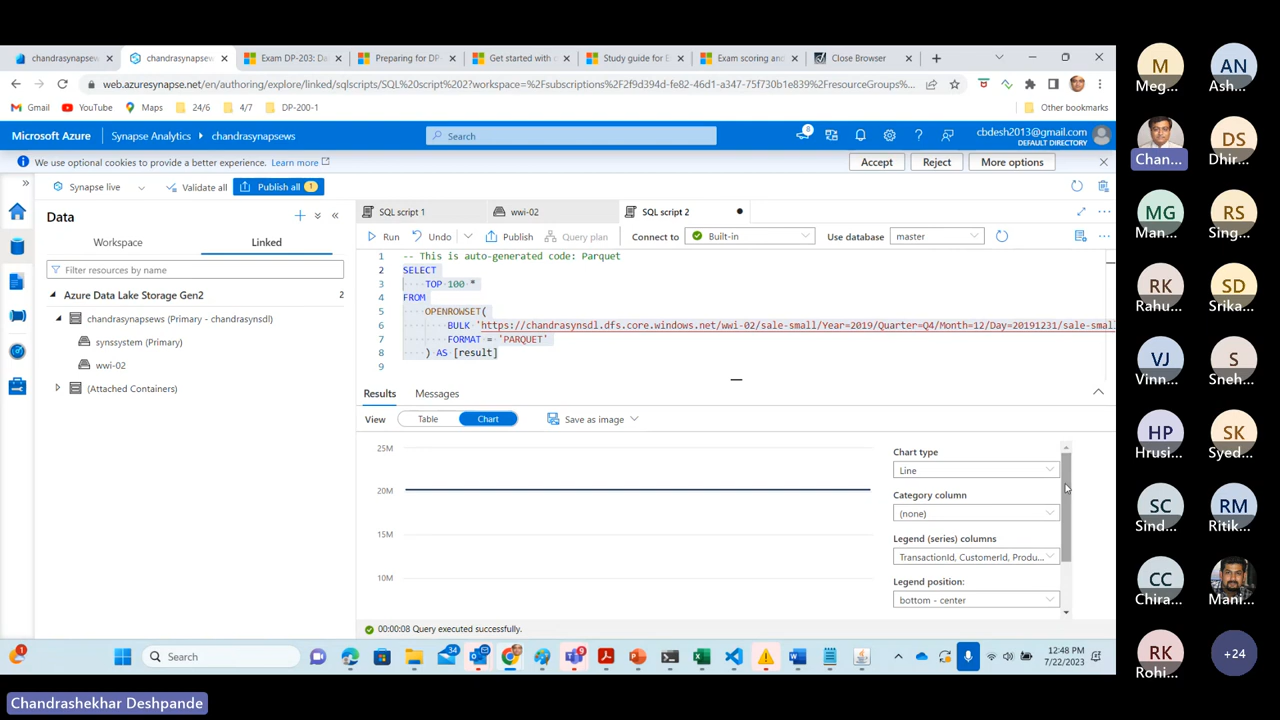 chandrasynapsew
chandrasynapsew
Exam DP-203: Da
Preparing for DP-
Get started with c
Study guide for E
Exam scoring and
Close Browser
web.azuresynapse.net/en/authoring/explore/linked/sqlscripts/SQL%20script%202?workspace=%2Fsubscriptions%2F2f9d394d-fe82-46d1-a347-75f730b1e839%2FresourceGroups%...
Gmail
YouTube
Maps
24/6
4/7
DP-200-1
Other bookmarks
Microsoft Azure
Synapse Analytics
chandrasynapsews
Search
8
cbdesh2013@gmail.com
DEFAULT DIRECTORY
We use optional cookies to provide a better experience. Learn more
Accept
Reject
More options
Synapse live
Validate all
Publish all 1
Data
Workspace
Linked
Filter resources by name
Azure Data Lake Storage Gen2
2
chandrasynapsews (Primary - chandrasynsdl)
synssystem (Primary)
wwi-02
(Attached Containers)
SQL script 1
wwi-02
SQL script 2
Run
Undo
Publish
Query plan
Connect to
Built-in
Use database
master
1 -- This is auto-generated code: Parquet
2 SELECT
3 TOP 100 *
4 FROM
5 OPENROWSET(
6 BULK 'https://chandrasynsdl.dfs.core.windows.net/wwi-02/sale-small/Year=2019/Quarter=Q4/Month=12/Day=20191231/sale-smal
7 FORMAT = 'PARQUET'
8 ) AS [result]
9
Results
Messages
View
Table
Chart
Save as image
25M
20M
15M
10M
Chart type
Line
Category column
(none)
Legend (series) columns
TransactionId, CustomerId, Produ...
Legend position:
bottom - center
00:00:08 Query executed successfully.
Search
34
9
12:48 PM
7/22/2023
1
M
Meg...
AN
Ash...
Chan...
DS
Dhir...
MG
Man...
RS
Sing...
RK
Rahu...
SD
Srika...
VJ
Vinn...
S
Sneh...
HP
Hrusi...
SK
Syed...
SC
Sind...
RM
Ritik...
CC
Chira...
Mani...
RK
Rohi...
+24
Chandrashekhar Deshpande